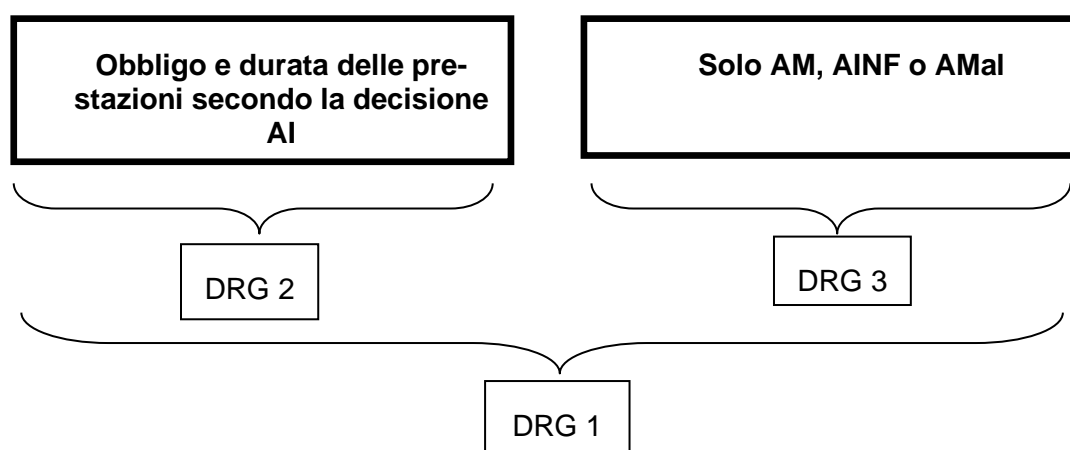 Obbligo e durata delle pre-
stazioni secondo la decisione
AI
Solo AM, AINF o AMal
DRG 2
DRG 3
DRG 1